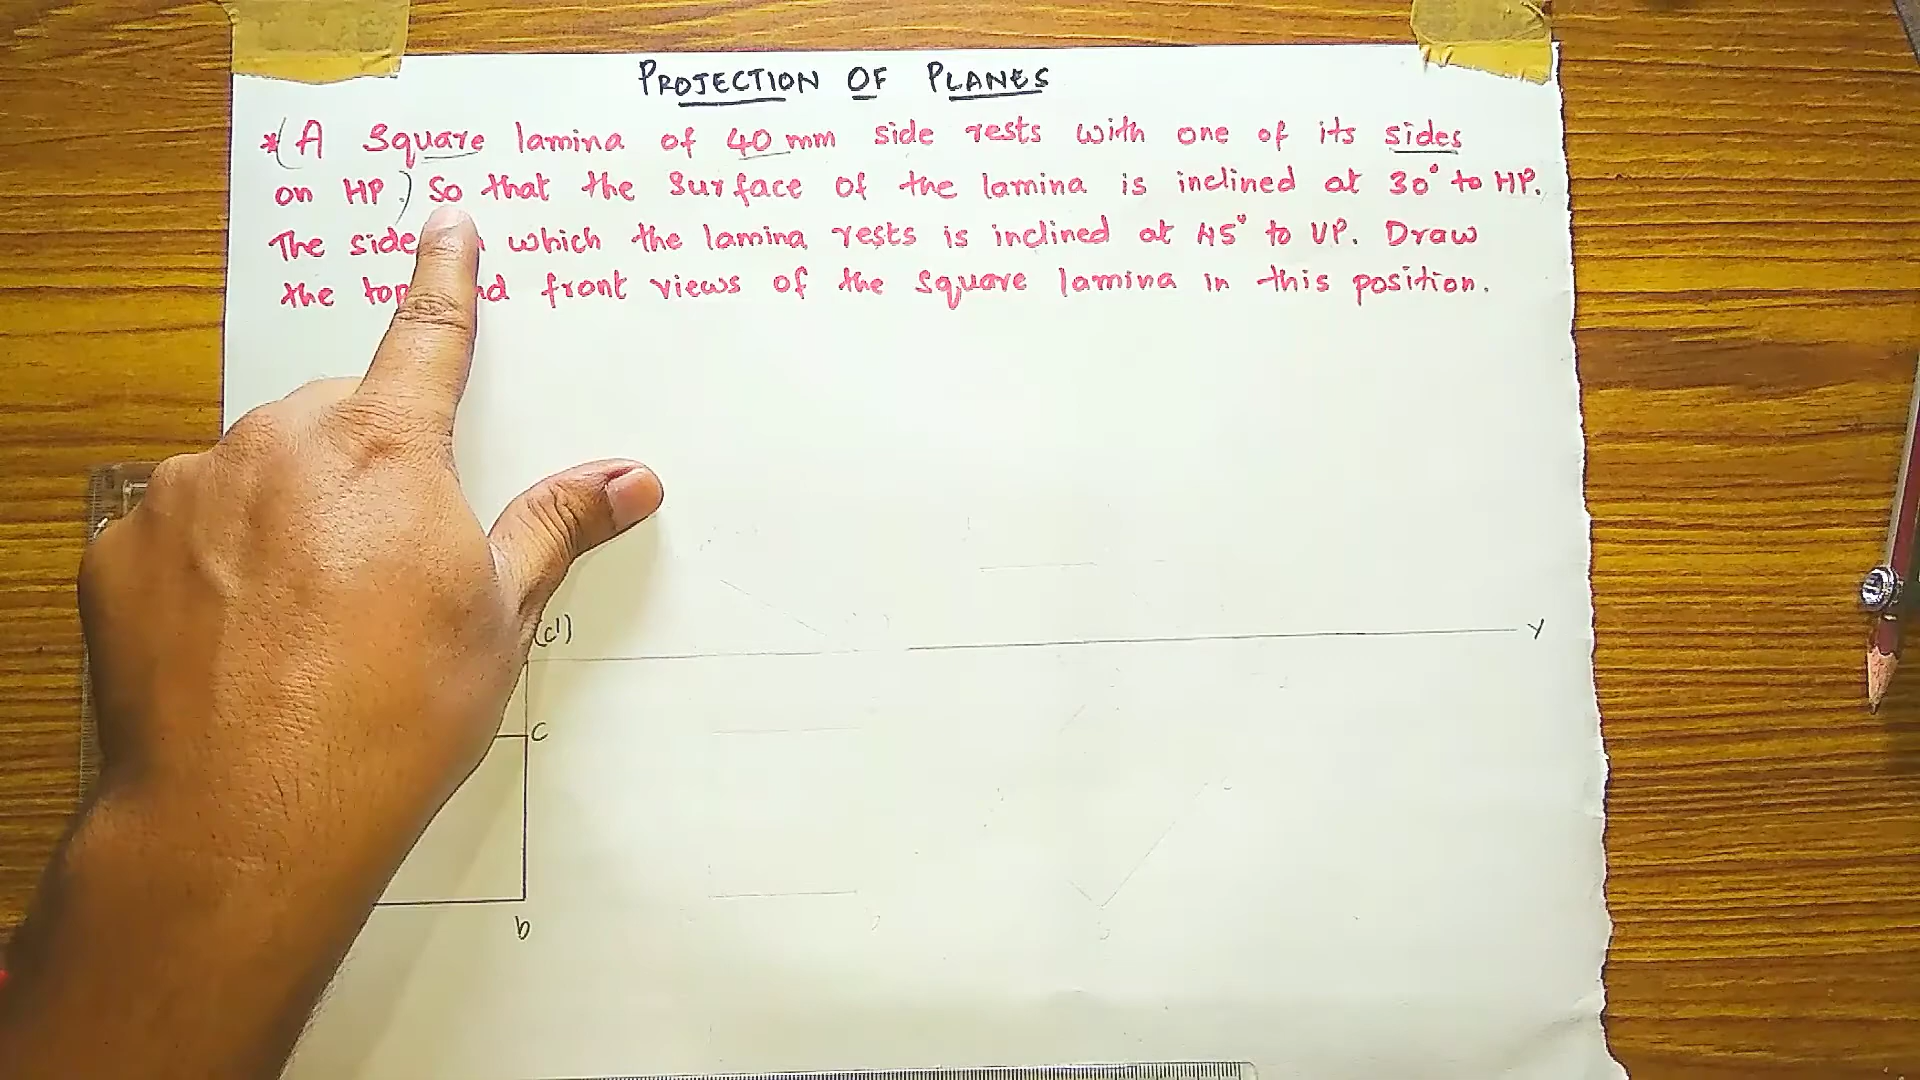 PROJECTION OF PLANES
*(A Square lamina of 40 mm side rests with one of its sides
on HP.) So that the Surface of the lamina is inclined at 30° to HP.
The side which the lamina rests is inclined at 45° to VP. Draw
the top front views of the square lamina in this position.
(c')
Y
C
b